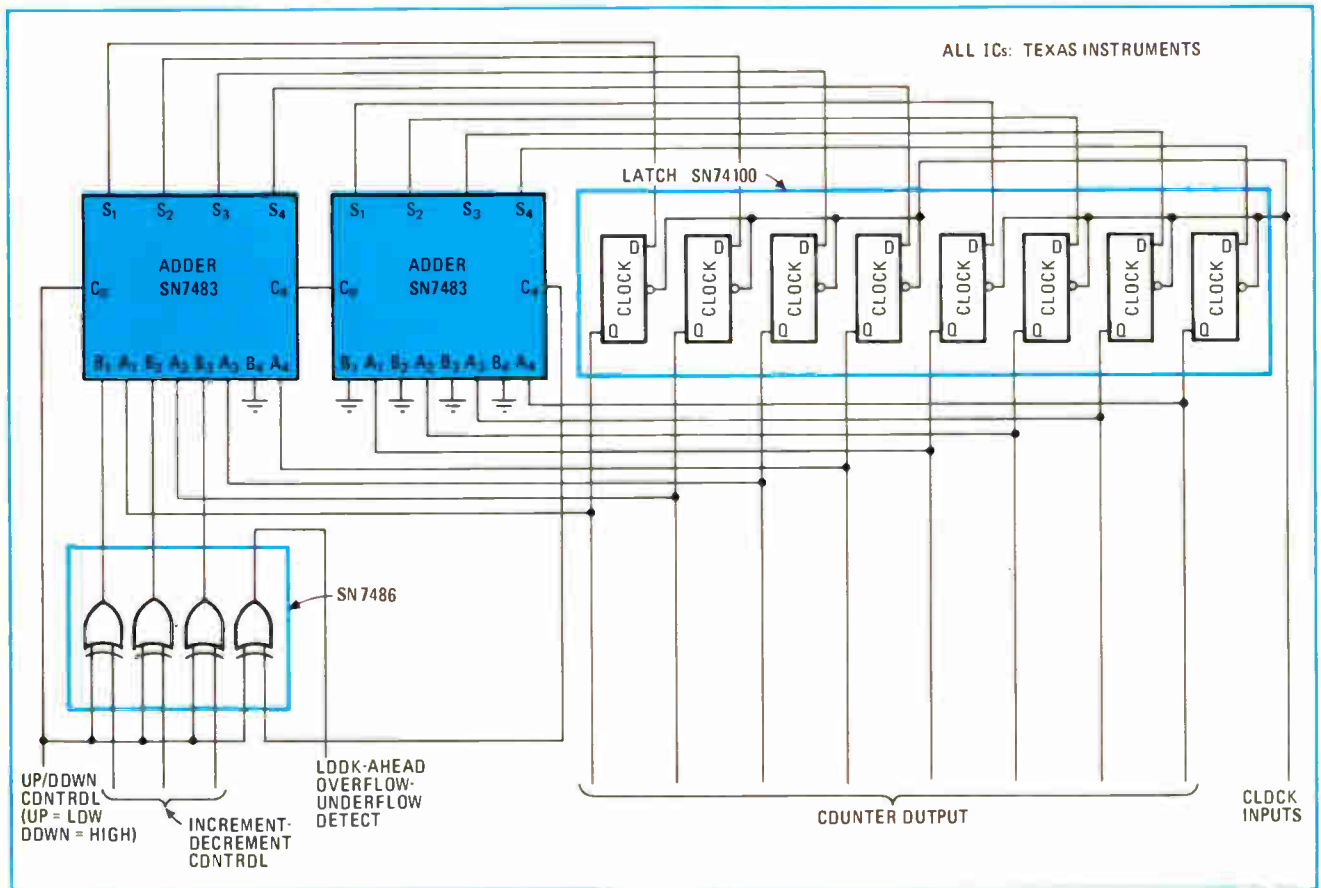 ALL ICs: TEXAS INSTRUMENTS
LATCH SN74100
S1 S2 S3 S4
S1 S2 S3 S4
ADDER
SN7483
C0 C4
ADDER
SN7483
C0 C4
B1 A1 B2 A2 B3 A3 B4 A4
B1 A1 B2 A2 B3 A3 B4 A4
D CLOCK Q
D CLOCK Q
D CLOCK Q
D CLOCK Q
D CLOCK Q
D CLOCK Q
D CLOCK Q
D CLOCK Q
SN7486
UP/DOWN
CONTROL
(UP = LOW
DOWN = HIGH)
INCREMENT-
DECREMENT
CONTROL
LOOK-AHEAD
OVERFLOW-
UNDERFLOW
DETECT
COUNTER OUTPUT
CLOCK
INPUTS